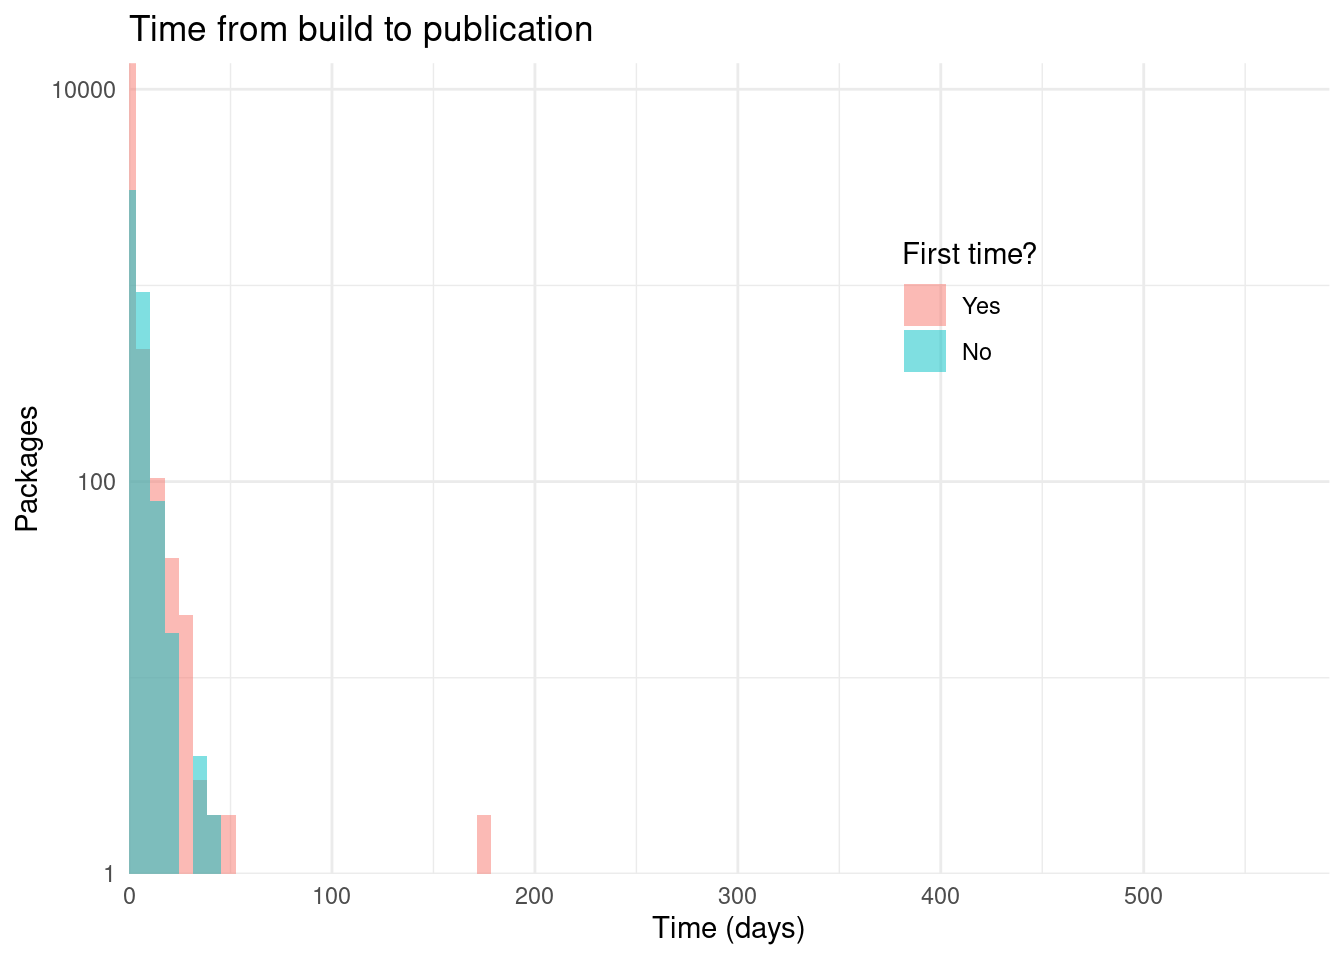 Time from build to publication
10000
100
1
Packages
First time?
Yes
No
0 100 200 300 400 500
Time (days)